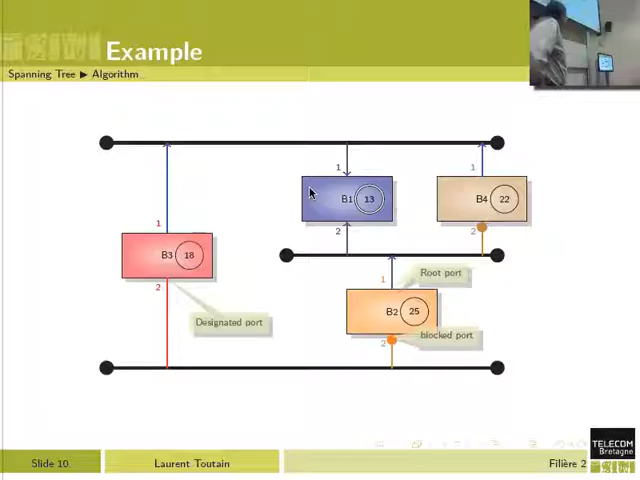 Example
Spanning Tree ▶ Algorithm
1
1
B1 13
B4 22
1
2
2
B3 18
Root port
1
2
B2 25
Designated port
blocked port
2
TELECOM
Bretagne
Slide 10
Laurent Toutain
Filière 2